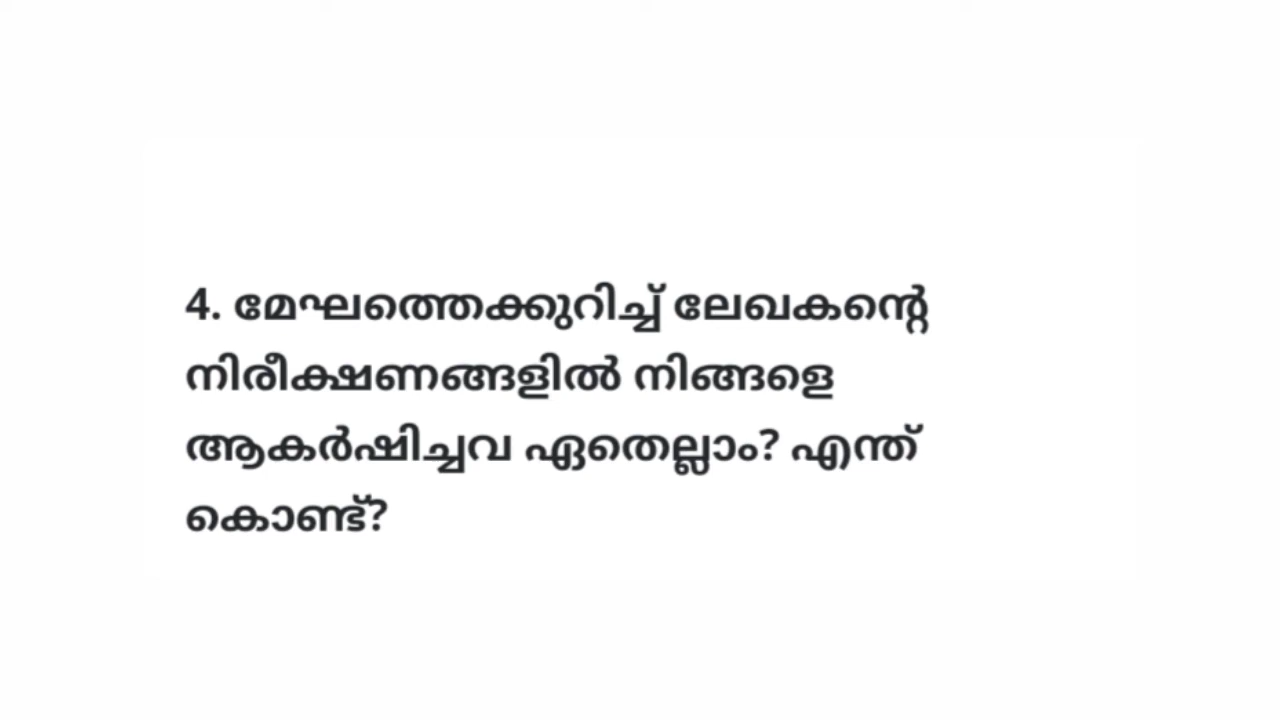 4. മേഘത്തെക്കുറിച്ച് ലേഖകന്റെ
നിരീക്ഷണങ്ങളിൽ നിങ്ങളെ
ആകർഷിച്ചവ ഏതെല്ലാം? എന്ത്
കൊണ്ട്?